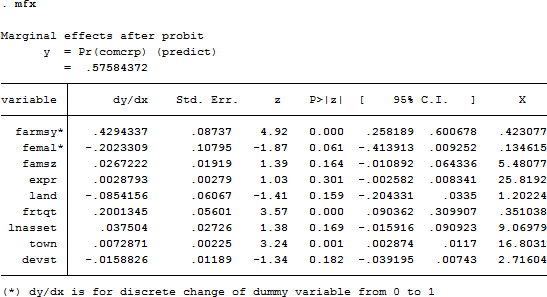 . mfx
Marginal effects after probit
y = Pr(comcrp) (predict)
= .57584372
variable dy/dx Std. Err. z P>|z| [ 95% C.I. ] X
farmsy* .4294337 .08737 4.92 0.000 .258189 .600678 .423077
femal* -.2023309 .10795 -1.87 0.061 -.413913 .009252 .134615
famsz .0267222 .01919 1.39 0.164 -.010892 .064336 5.48077
expr .0028793 .00279 1.03 0.301 -.002582 .008341 25.8192
land -.0854156 .06067 -1.41 0.159 -.204331 .0335 1.20224
frtqt .2001345 .05601 3.57 0.000 .090362 .309907 .351038
lnasset .037504 .02726 1.38 0.169 -.015916 .090923 9.06979
town .0072871 .00225 3.24 0.001 .002874 .0117 16.8031
devst -.0158826 .01189 -1.34 0.182 -.039195 .00743 2.71604
(*) dy/dx is for discrete change of dummy variable from 0 to 1